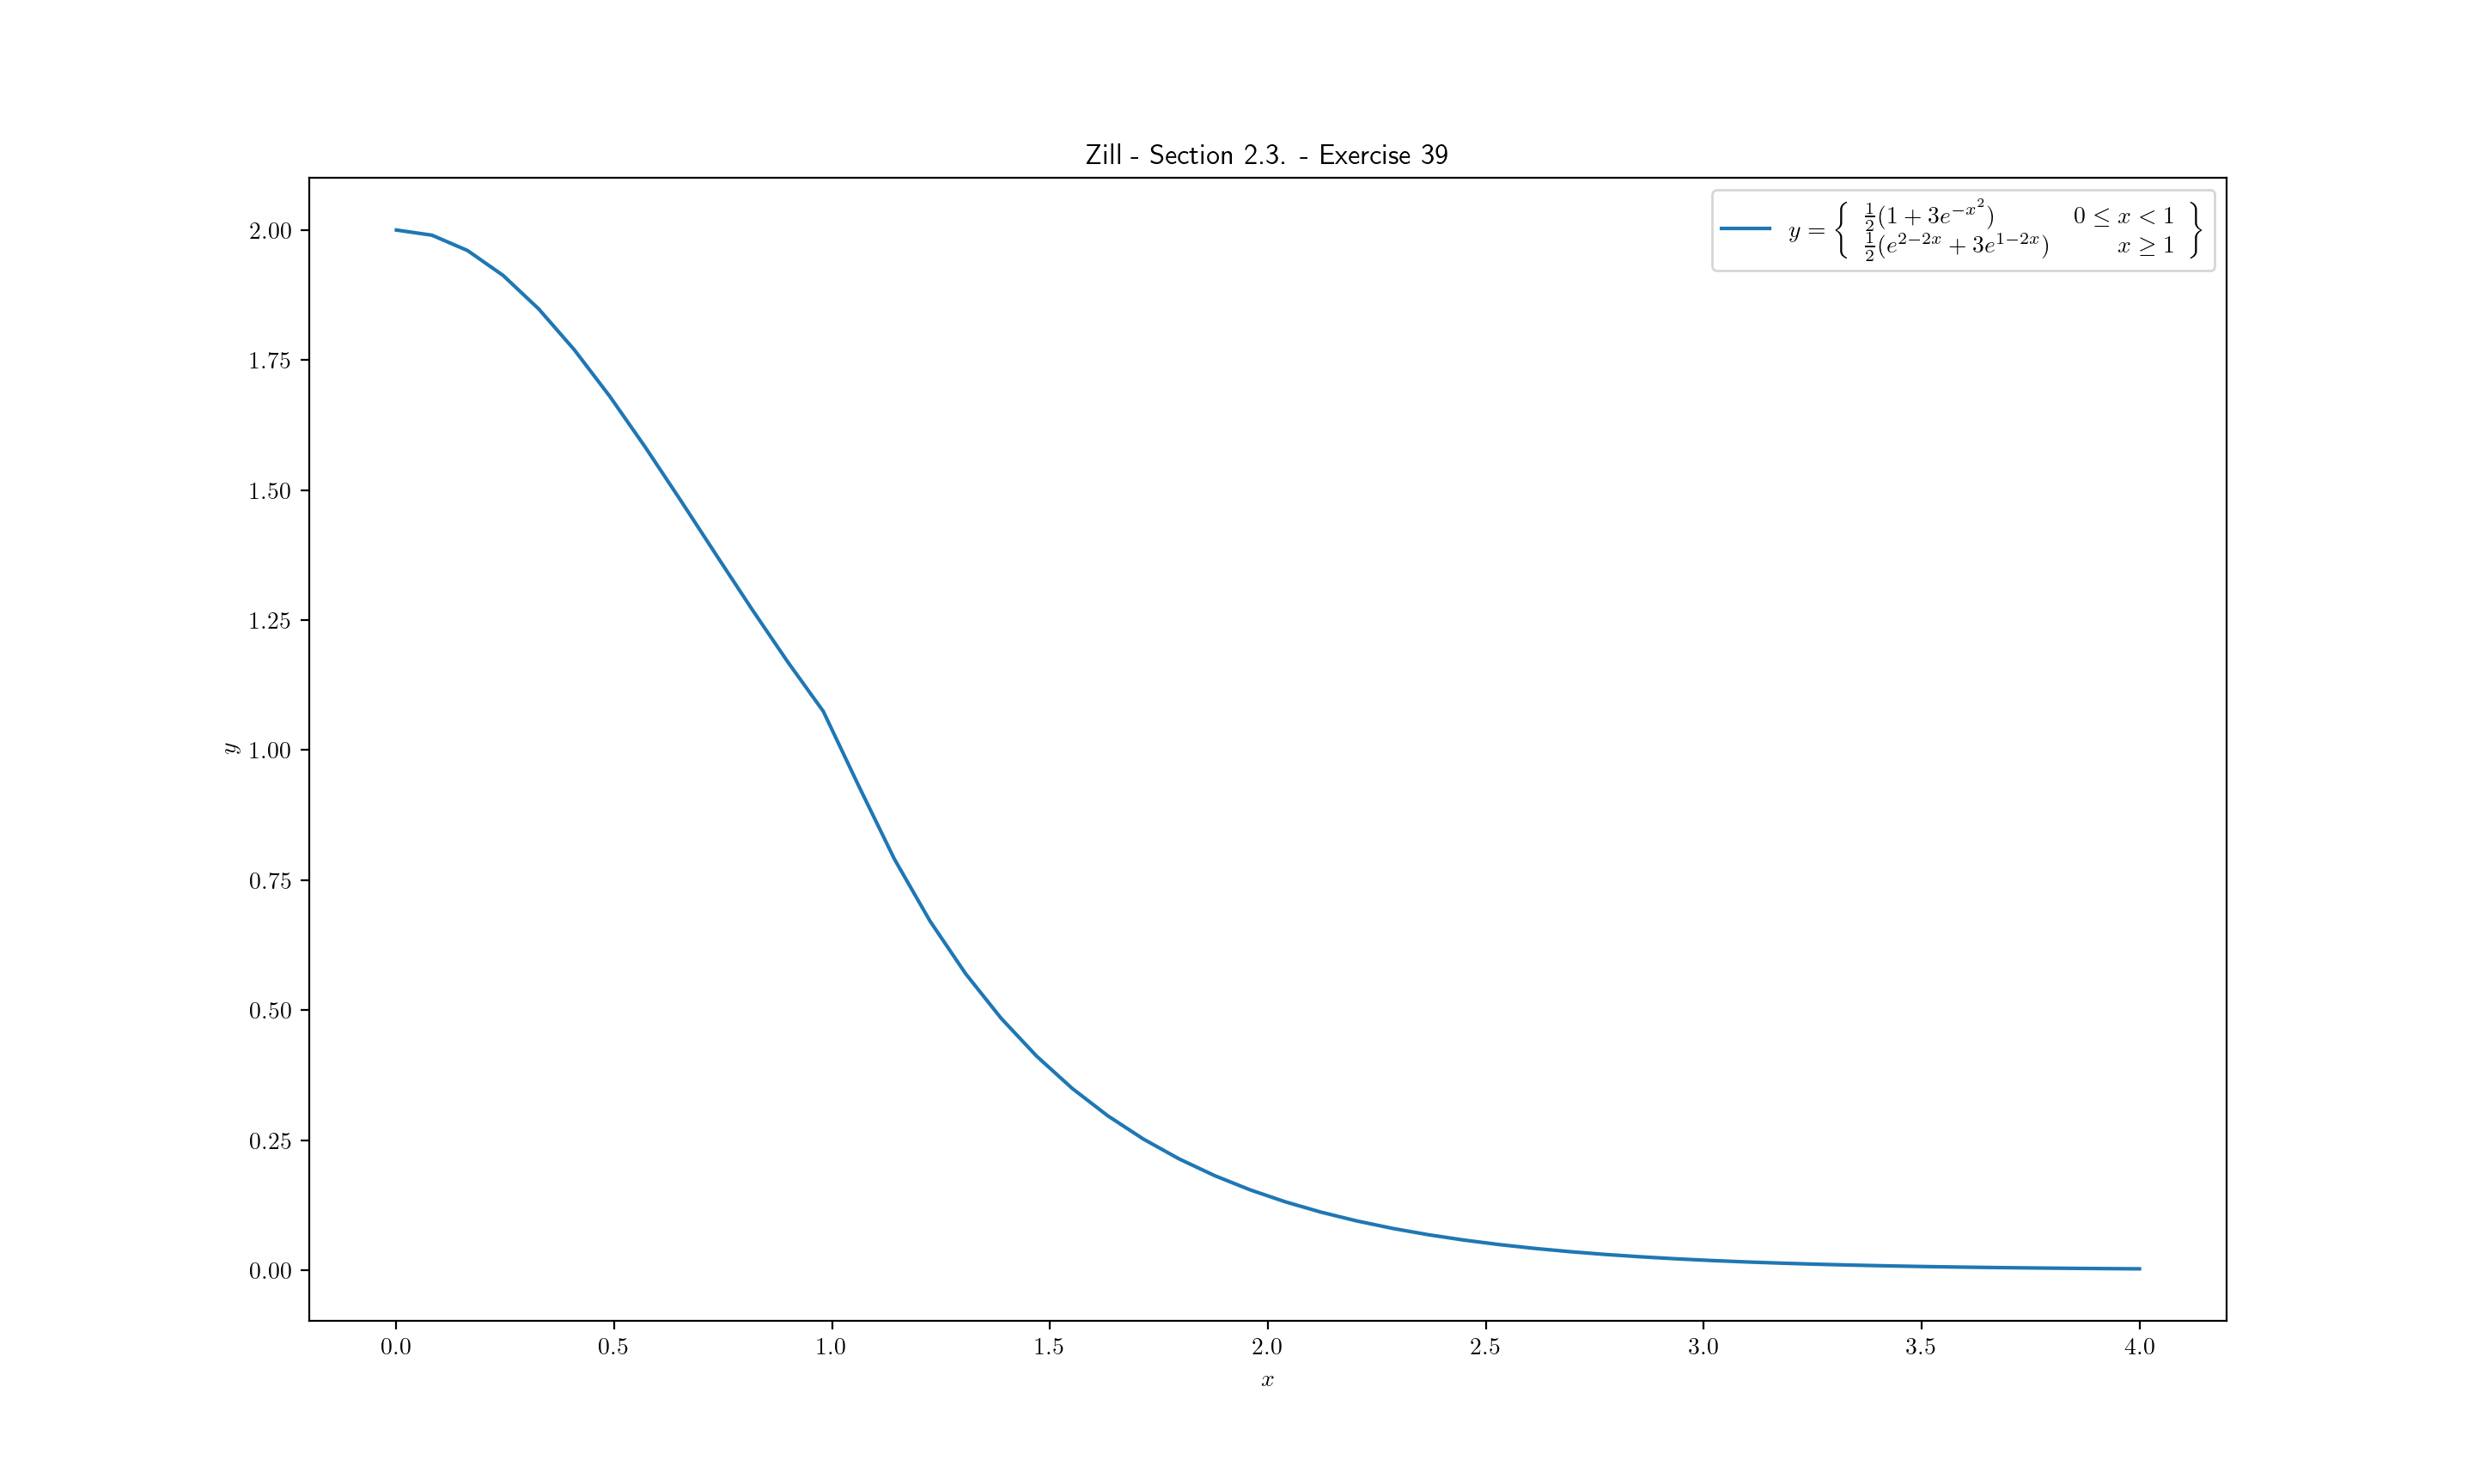 Zill - Section 2.3. - Exercise 39
y = { ½(1 + 3e^{−x²}) 0 ≤ x < 1
½(e^{2−2x} + 3e^{1−2x}) x ≥ 1 }
2.00
1.75
1.50
1.25
1.00
0.75
0.50
0.25
0.00
y
0.0 0.5 1.0 1.5 2.0 2.5 3.0 3.5 4.0
x